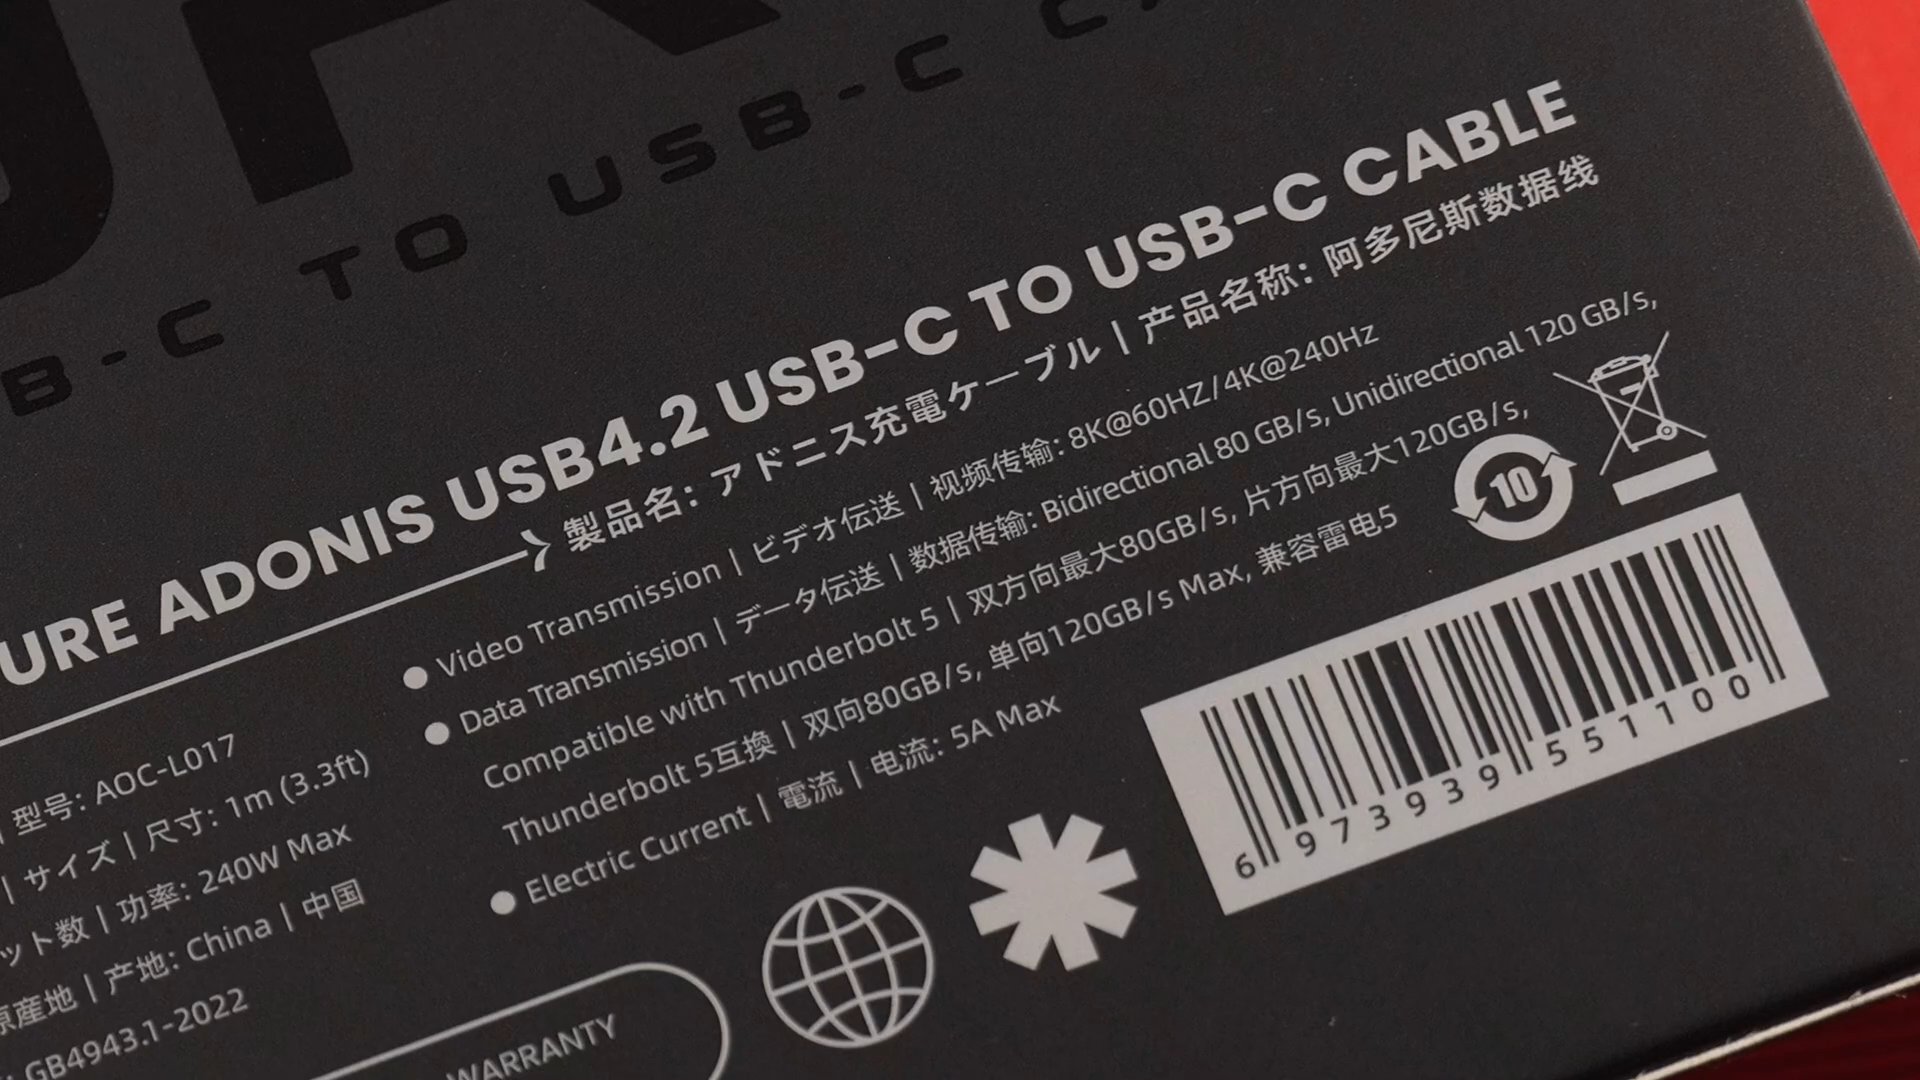 B-C TO USB-C
URE ADONIS USB4.2 USB-C TO USB-C CABLE
製品名: アドニス充電ケーブル | 产品名称: 阿多尼斯数据线
● Video Transmission | ビデオ伝送 | 视频传输: 8K@60HZ/4K@240Hz
● Data Transmission | データ伝送 | 数据传输: Bidirectional 80 GB/s, Unidirectional 120 GB/s,
Compatible with Thunderbolt 5 | 双方向最大80GB/s, 片方向最大120GB/s,
Thunderbolt 5互換 | 双向80GB/s, 单向120GB/s Max, 兼容雷电5
● Electric Current | 電流 | 电流: 5A Max
| 型号: AOC-L017
| サイズ | 尺寸: 1m (3.3ft)
ット数 | 功率: 240W Max
原産地 | 产地: China | 中国
: GB4943.1-2022
WARRANTY
10
6 973939 551100